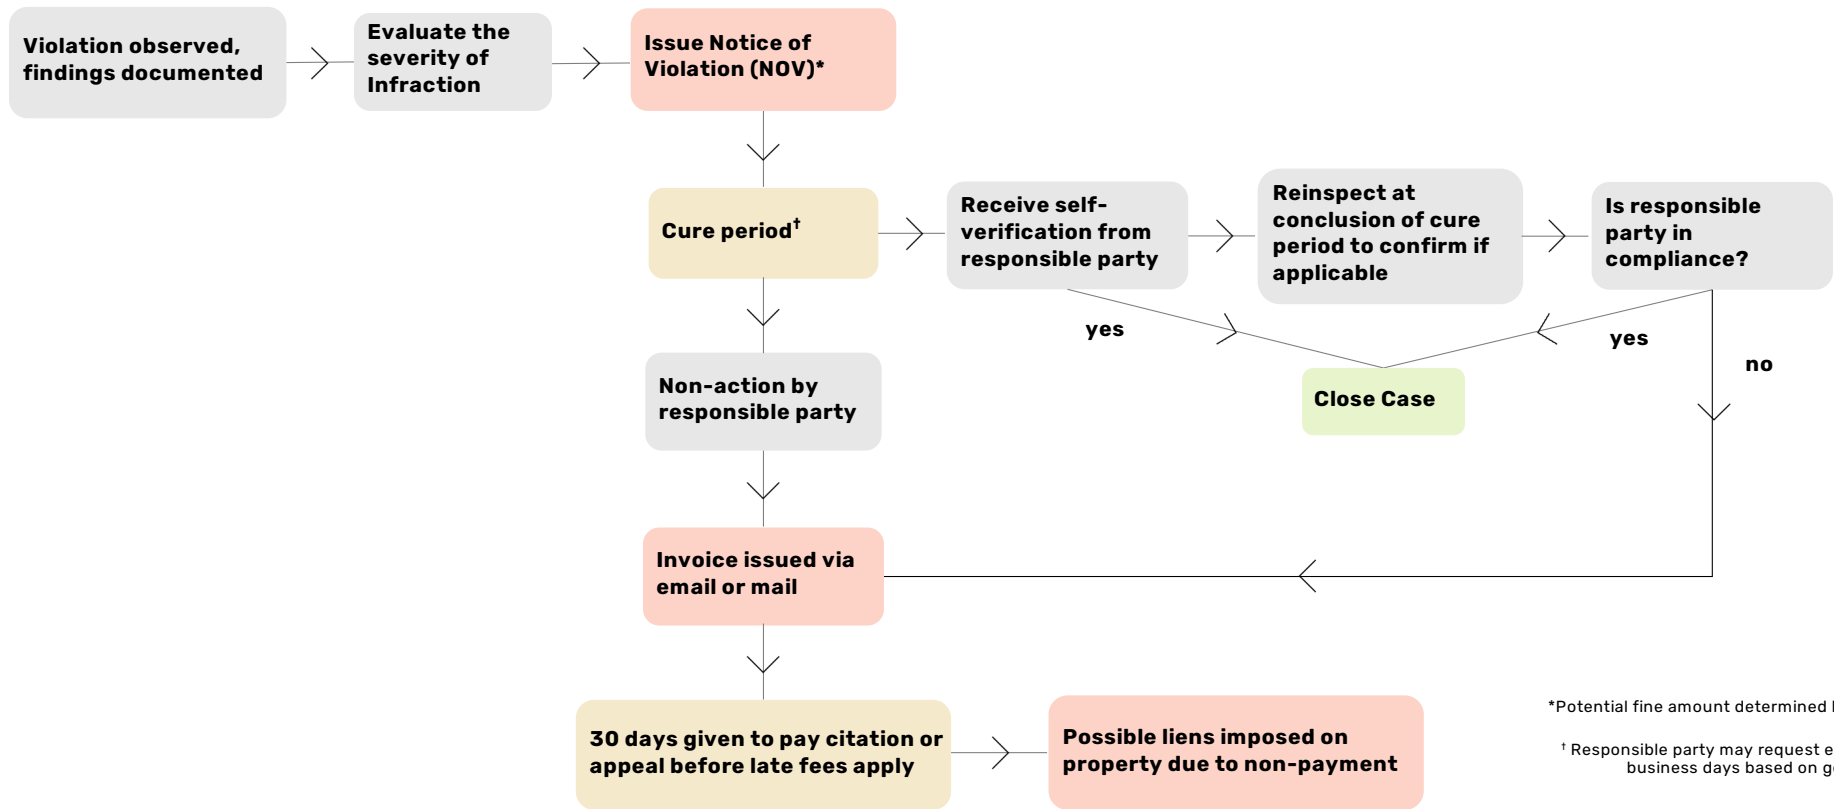 Violation observed,
findings documented
Evaluate the
severity of
Infraction
Issue Notice of
Violation (NOV)*
Cure period†
Receive self-
verification from
responsible party
Reinspect at
conclusion of cure
period to confirm if
applicable
Is responsible
party in
compliance?
yes
yes
no
Non-action by
responsible party
Close Case
Invoice issued via
email or mail
30 days given to pay citation or
appeal before late fees apply
Possible liens imposed on
property due to non-payment
*Potential fine amount determined
† Responsible party may request
business days based on